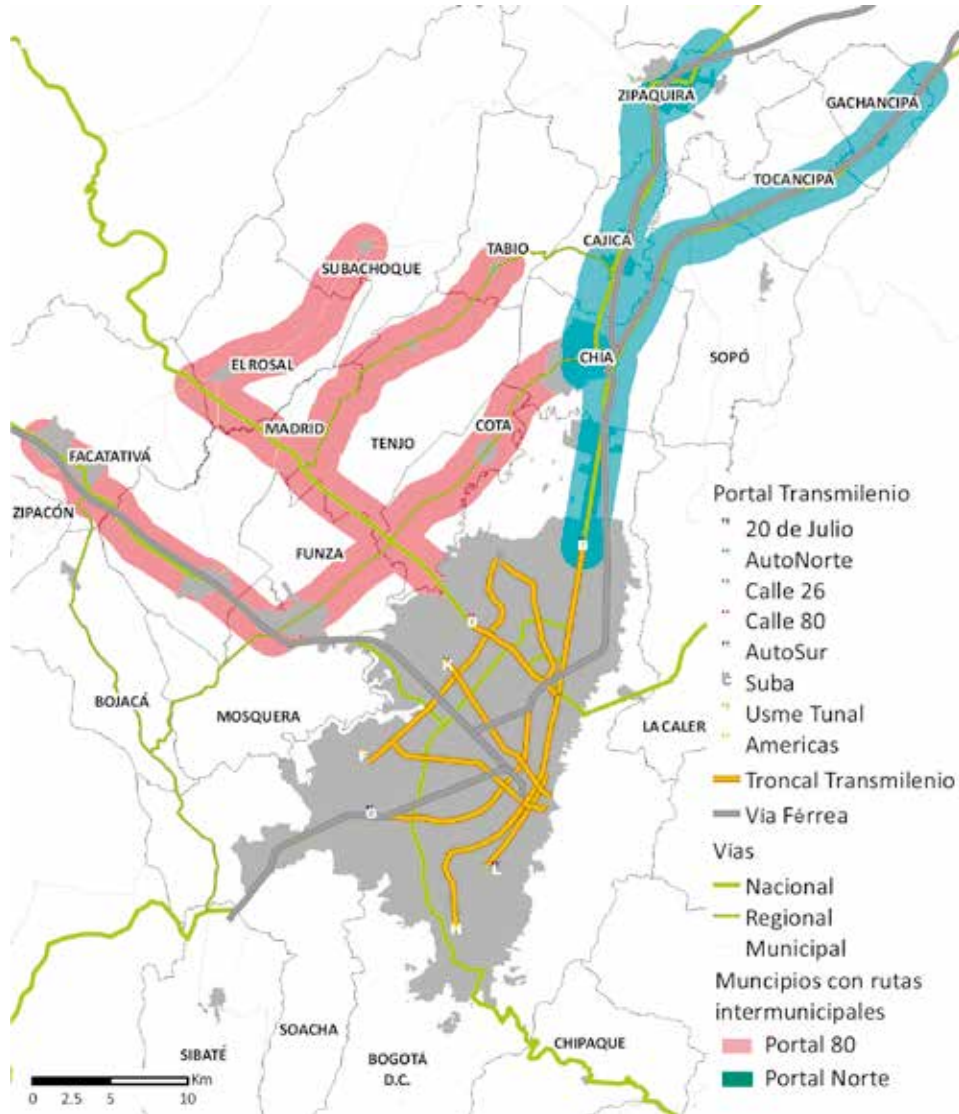 ZIPAQUIRA
GACHANCIPÁ
TOCANCIPA
CAJICÁ
TABIO
SUBACHOQUE
CHIA
SOPÓ
EL ROSAL
MADRID
COTA
TENJO
FACATATIVÁ
ZIPACÓN
FUNZA
BOJACÁ
MOSQUERA
LA CALER
K
F
G
L
H
SOACHA
SIBATÉ
BOGOTÁ
D.C.
CHIPAQUE
Km
0 2.5 5 10
Portal Transmilenio
20 de Julio
AutoNorte
Calle 26
Calle 80
AutoSur
Suba
Usme Tunal
Americas
Troncal Transmilenio
Vía Férrea
Vías
Nacional
Regional
Municipal
Muncipios con rutas
intermunicipales
Portal 80
Portal Norte